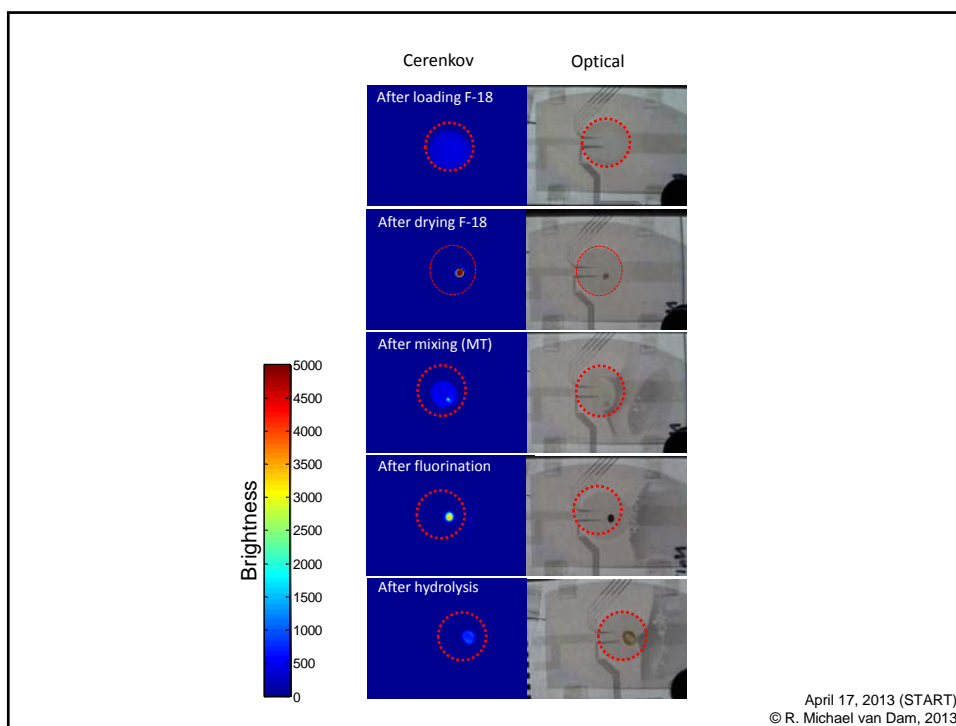 Cerenkov Optical
After loading F-18
After drying F-18
After mixing (MT)
After fluorination
After hydrolysis
5000
4500
4000
3500
3000
2500
2000
1500
1000
500
0
Brightness
April 17, 2013 (START)
© R. Michael van Dam, 2013